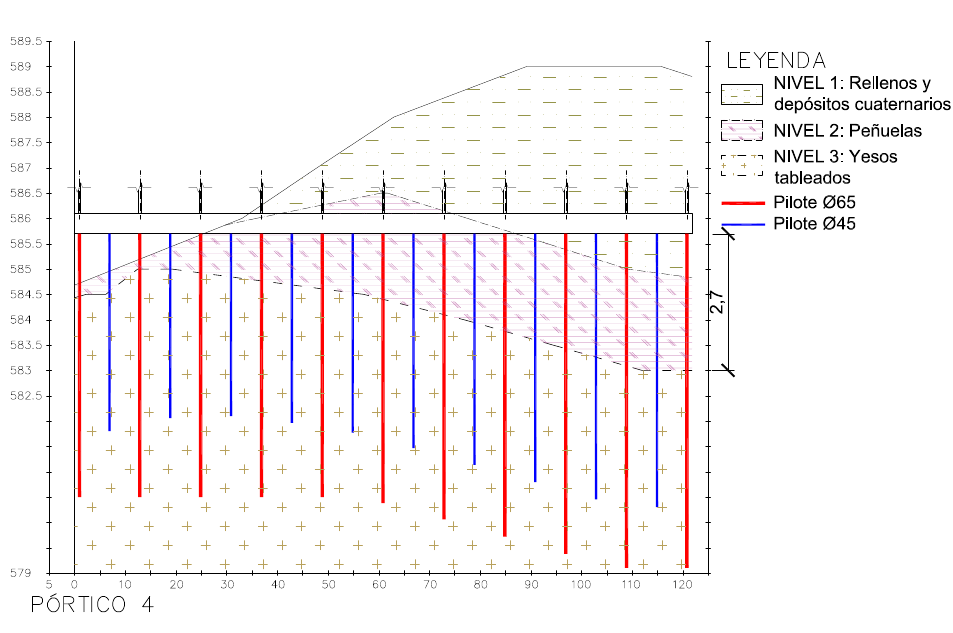 589.5
589
588.5
588
587.5
587
586.5
586
585.5
585
584.5
584
583.5
583
582.5
579
5 0 10 20 30 40 50 60 70 80 90 100 110 120
PÓRTICO 4
2,7
LEYENDA
NIVEL 1: Rellenos y
depósitos cuaternarios
NIVEL 2: Peñuelas
NIVEL 3: Yesos
tableados
Pilote Ø65
Pilote Ø45